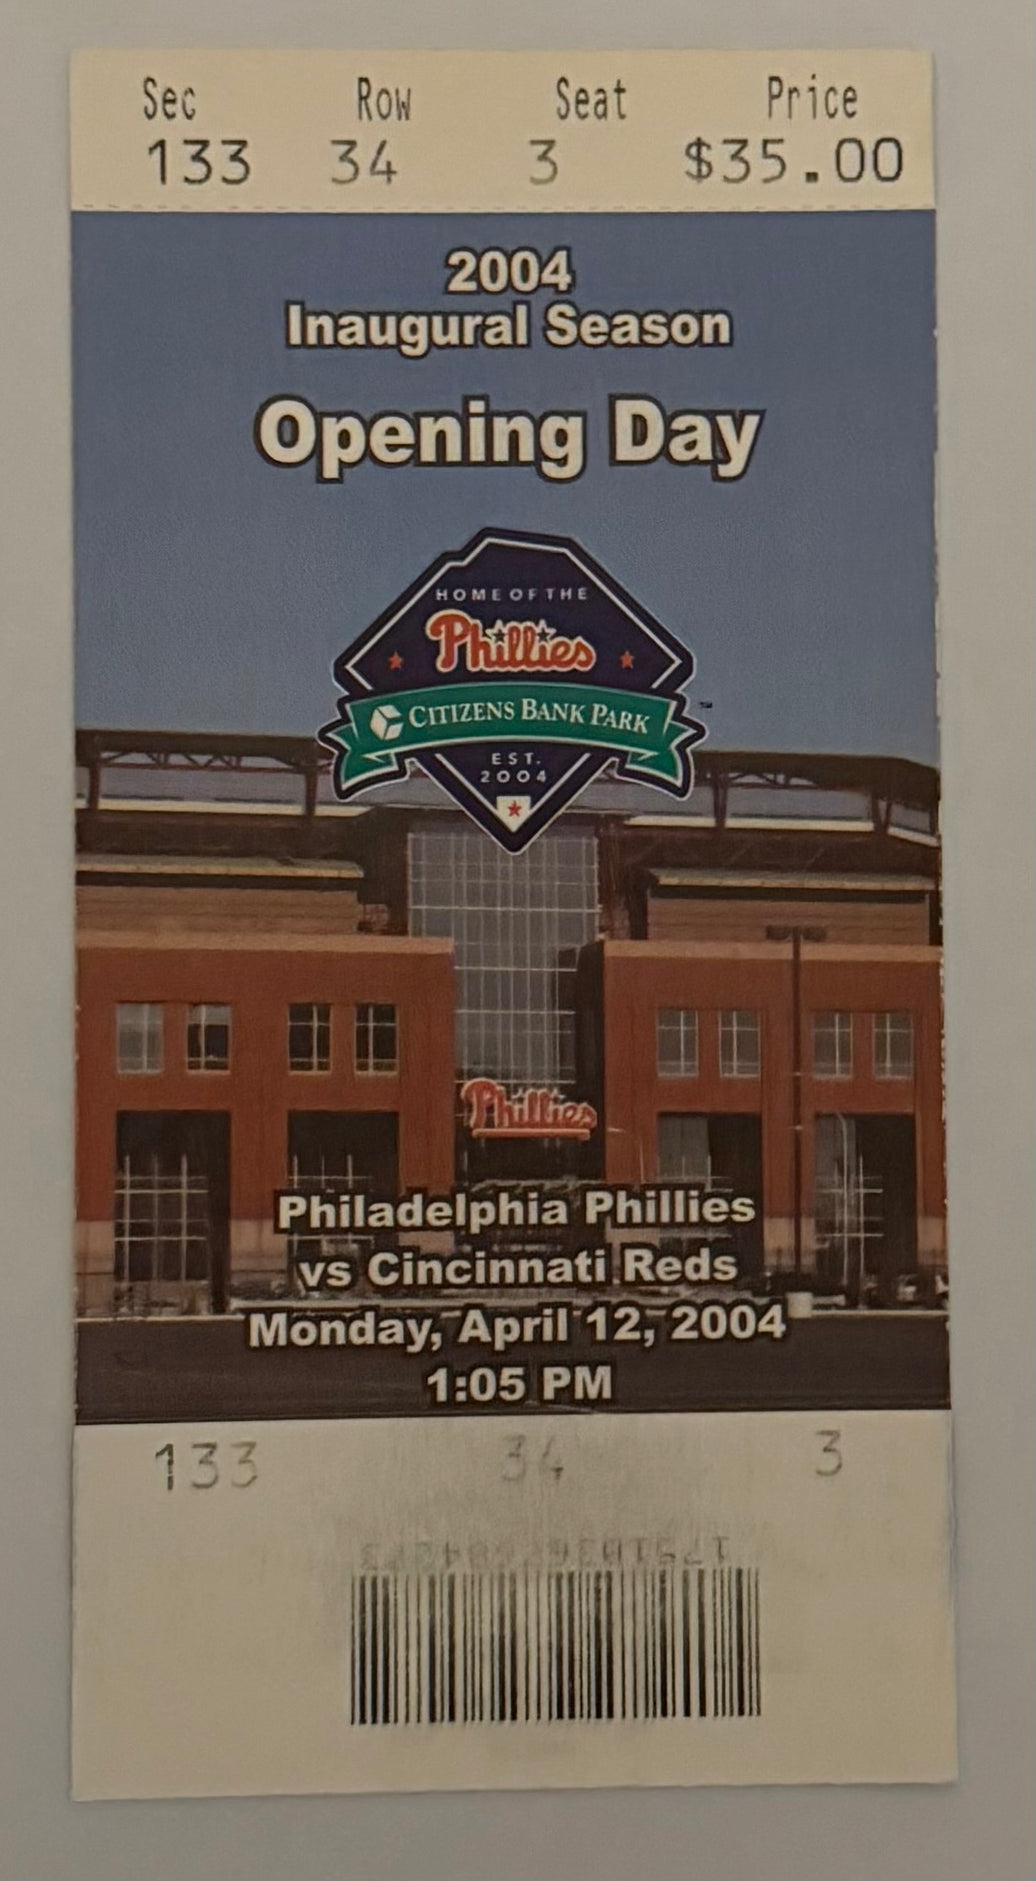 Sec Row Seat Price
133 34 3 $35.00
2004
Inaugural Season
Opening Day
HOME OF THE
Phillies
CITIZENS BANK PARK™
EST.
2004
Phillies
Philadelphia Phillies
vs Cincinnati Reds
Monday, April 12, 2004
1:05 PM
133 34 3